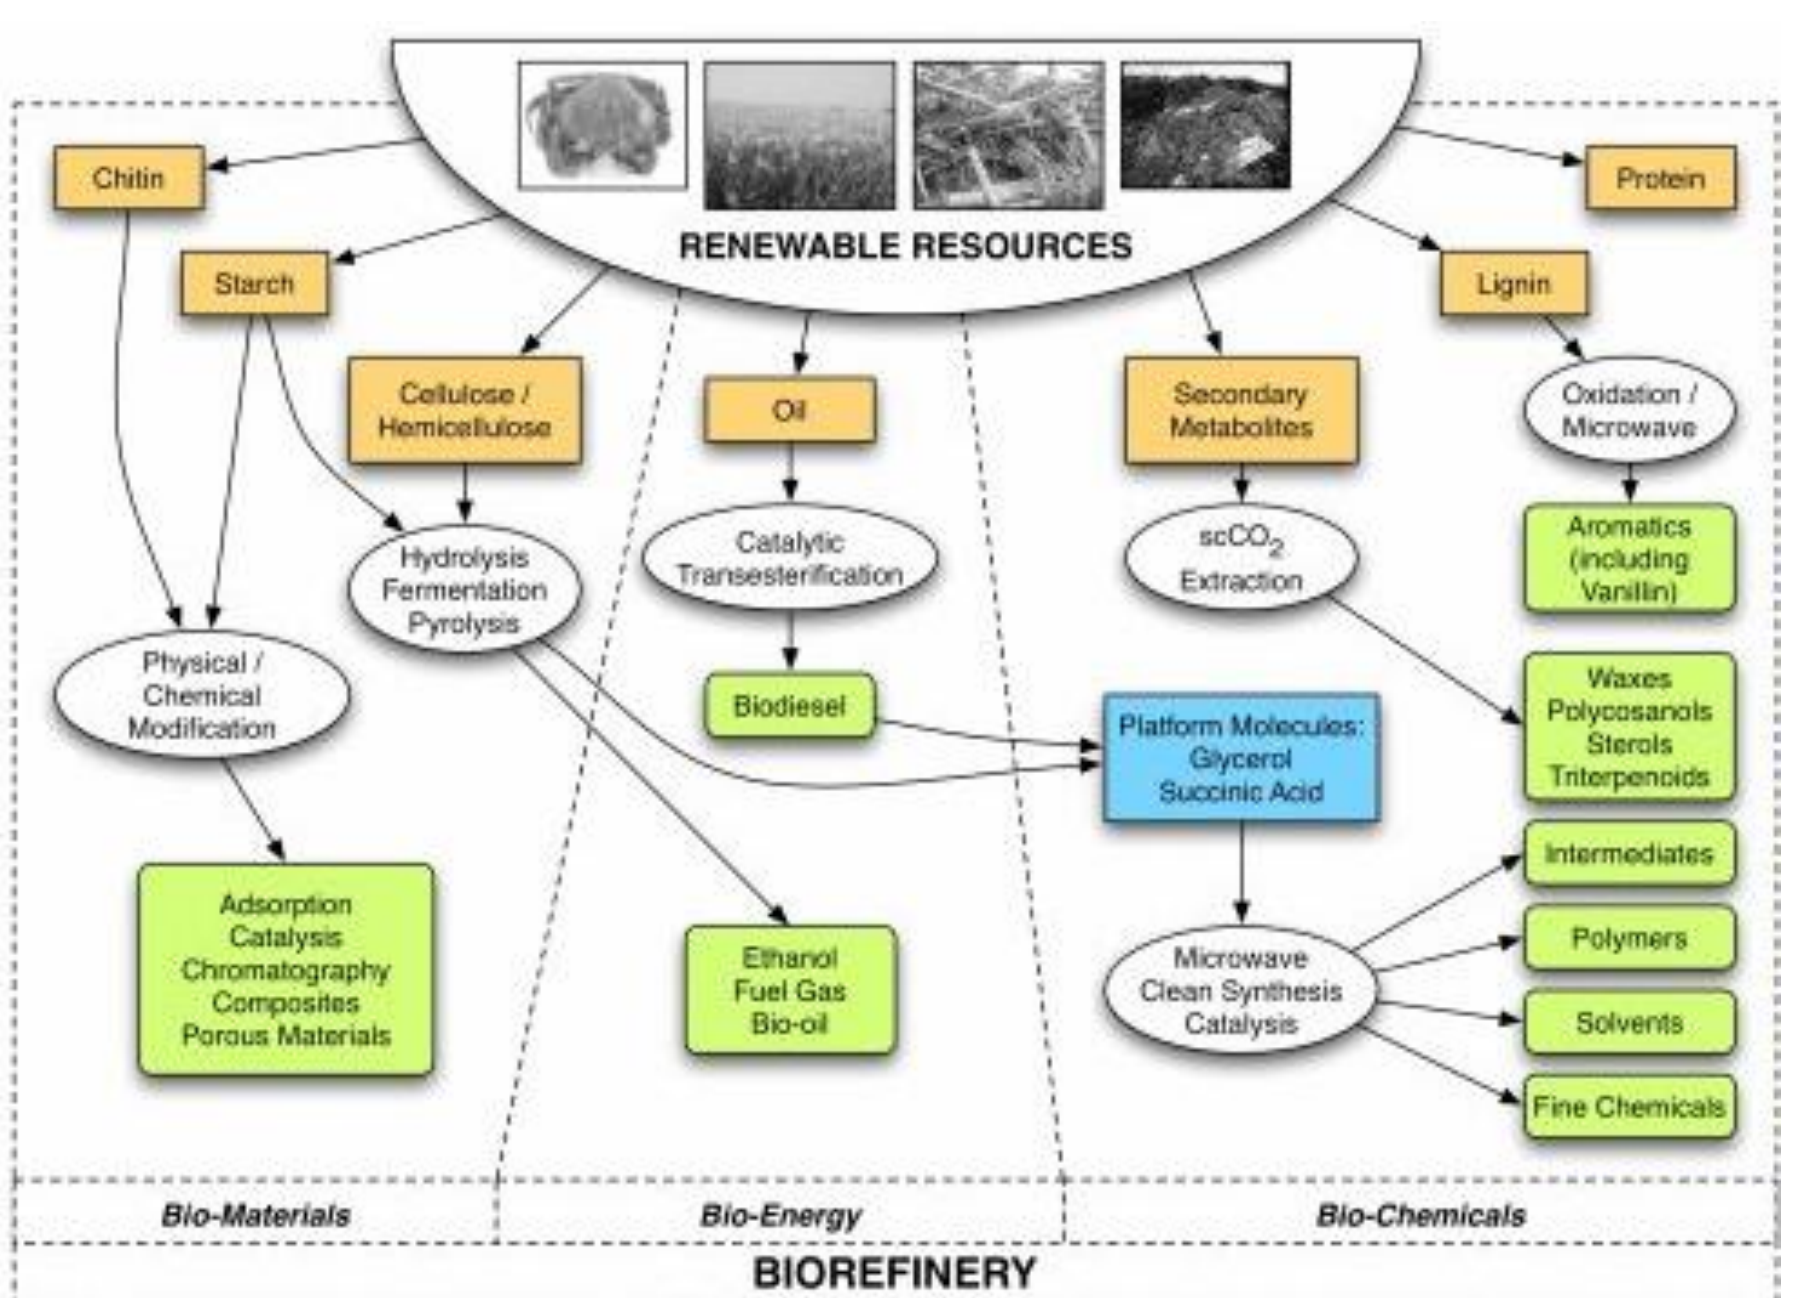 RENEWABLE RESOURCES
Chitin
Protein
Starch
Lignin
Cellulose /
Hemicellulose
Oil
Secondary
Metabolites
Oxidation /
Microwave
Hydrolysis
Fermentation
Pyrolysis
Catalytic
Transesterification
scCO2
Extraction
Aromatics
(including
Vanillin)
Physical /
Chemical
Modification
Biodiesel
Platform Molecules:
Glycerol
Succinic Acid
Waxes
Polycosanols
Sterols
Triterpenoids
Adsorption
Catalysis
Chromatography
Composites
Porous Materials
Ethanol
Fuel Gas
Bio-oil
Microwave
Clean Synthesis
Catalysis
Intermediates
Polymers
Solvents
Fine Chemicals
Bio-Materials
Bio-Energy
Bio-Chemicals
BIOREFINERY